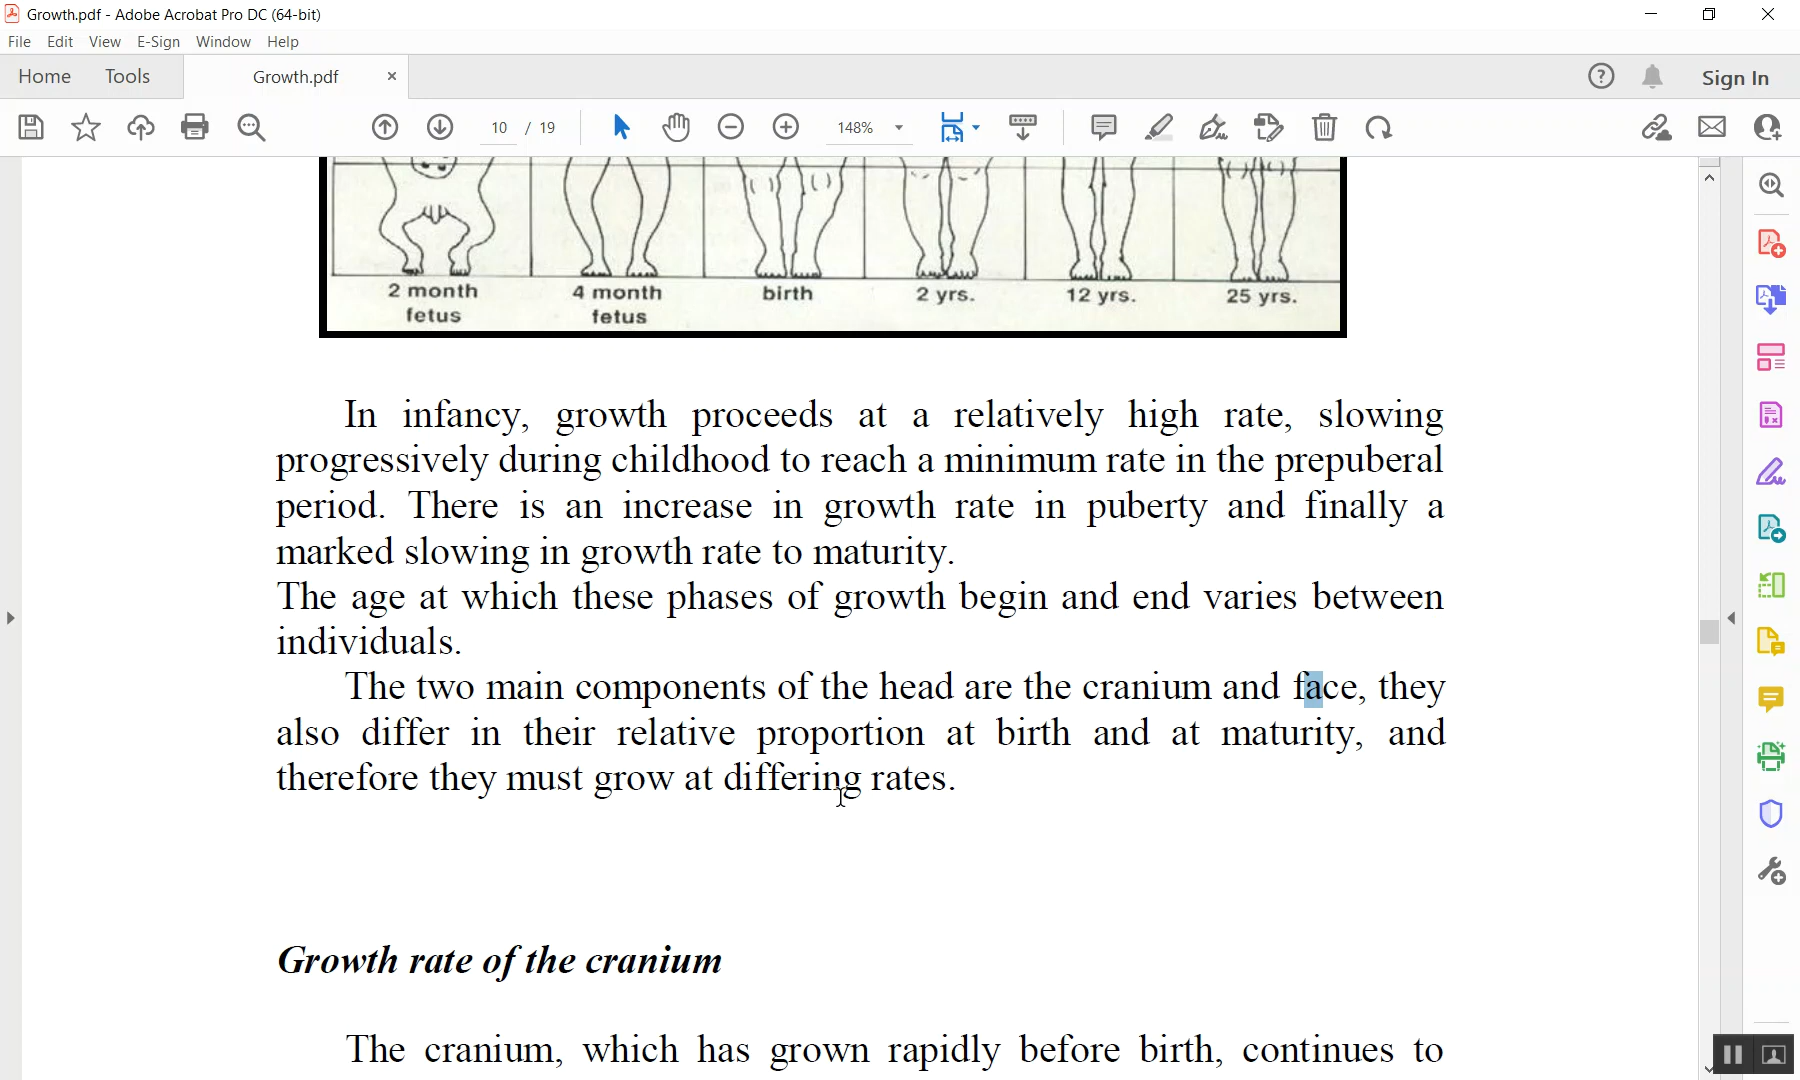 Growth.pdf - Adobe Acrobat Pro DC (64-bit)
File Edit View E-Sign Window Help
Home Tools Growth.pdf × Sign In
10 / 19 148%
2 month fetus 4 month fetus birth 2 yrs. 12 yrs. 25 yrs.
In infancy, growth proceeds at a relatively high rate, slowing
progressively during childhood to reach a minimum rate in the prepuberal
period. There is an increase in growth rate in puberty and finally a
marked slowing in growth rate to maturity.
The age at which these phases of growth begin and end varies between
individuals.
The two main components of the head are the cranium and face, they
also differ in their relative proportion at birth and at maturity, and
therefore they must grow at differing rates.
Growth rate of the cranium
The cranium, which has grown rapidly before birth, continues to